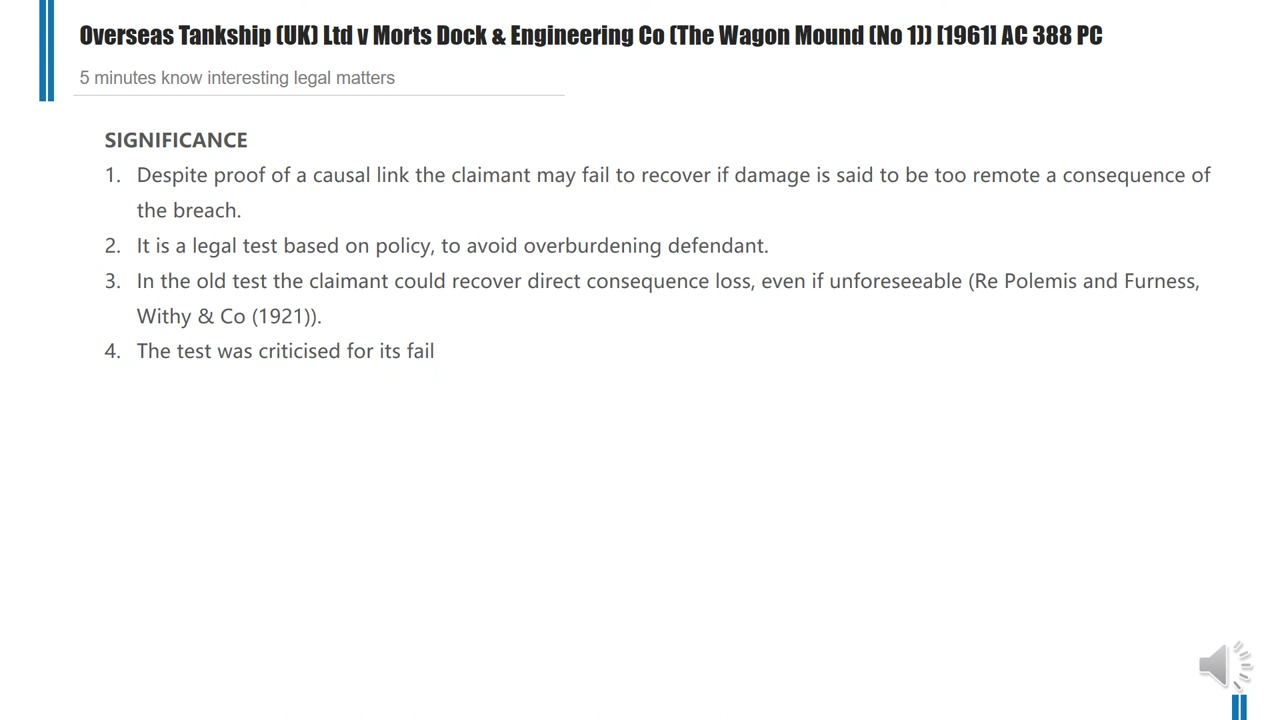 Overseas Tankship (UK) Ltd v Morts Dock & Engineering Co (The Wagon Mound (No 1)) [1961] AC 388 PC
5 minutes know interesting legal matters
SIGNIFICANCE
1. Despite proof of a causal link the claimant may fail to recover if damage is said to be too remote a consequence of
the breach.
2. It is a legal test based on policy, to avoid overburdening defendant.
3. In the old test the claimant could recover direct consequence loss, even if unforeseeable (Re Polemis and Furness,
Withy & Co (1921)).
4. The test was criticised for its fail